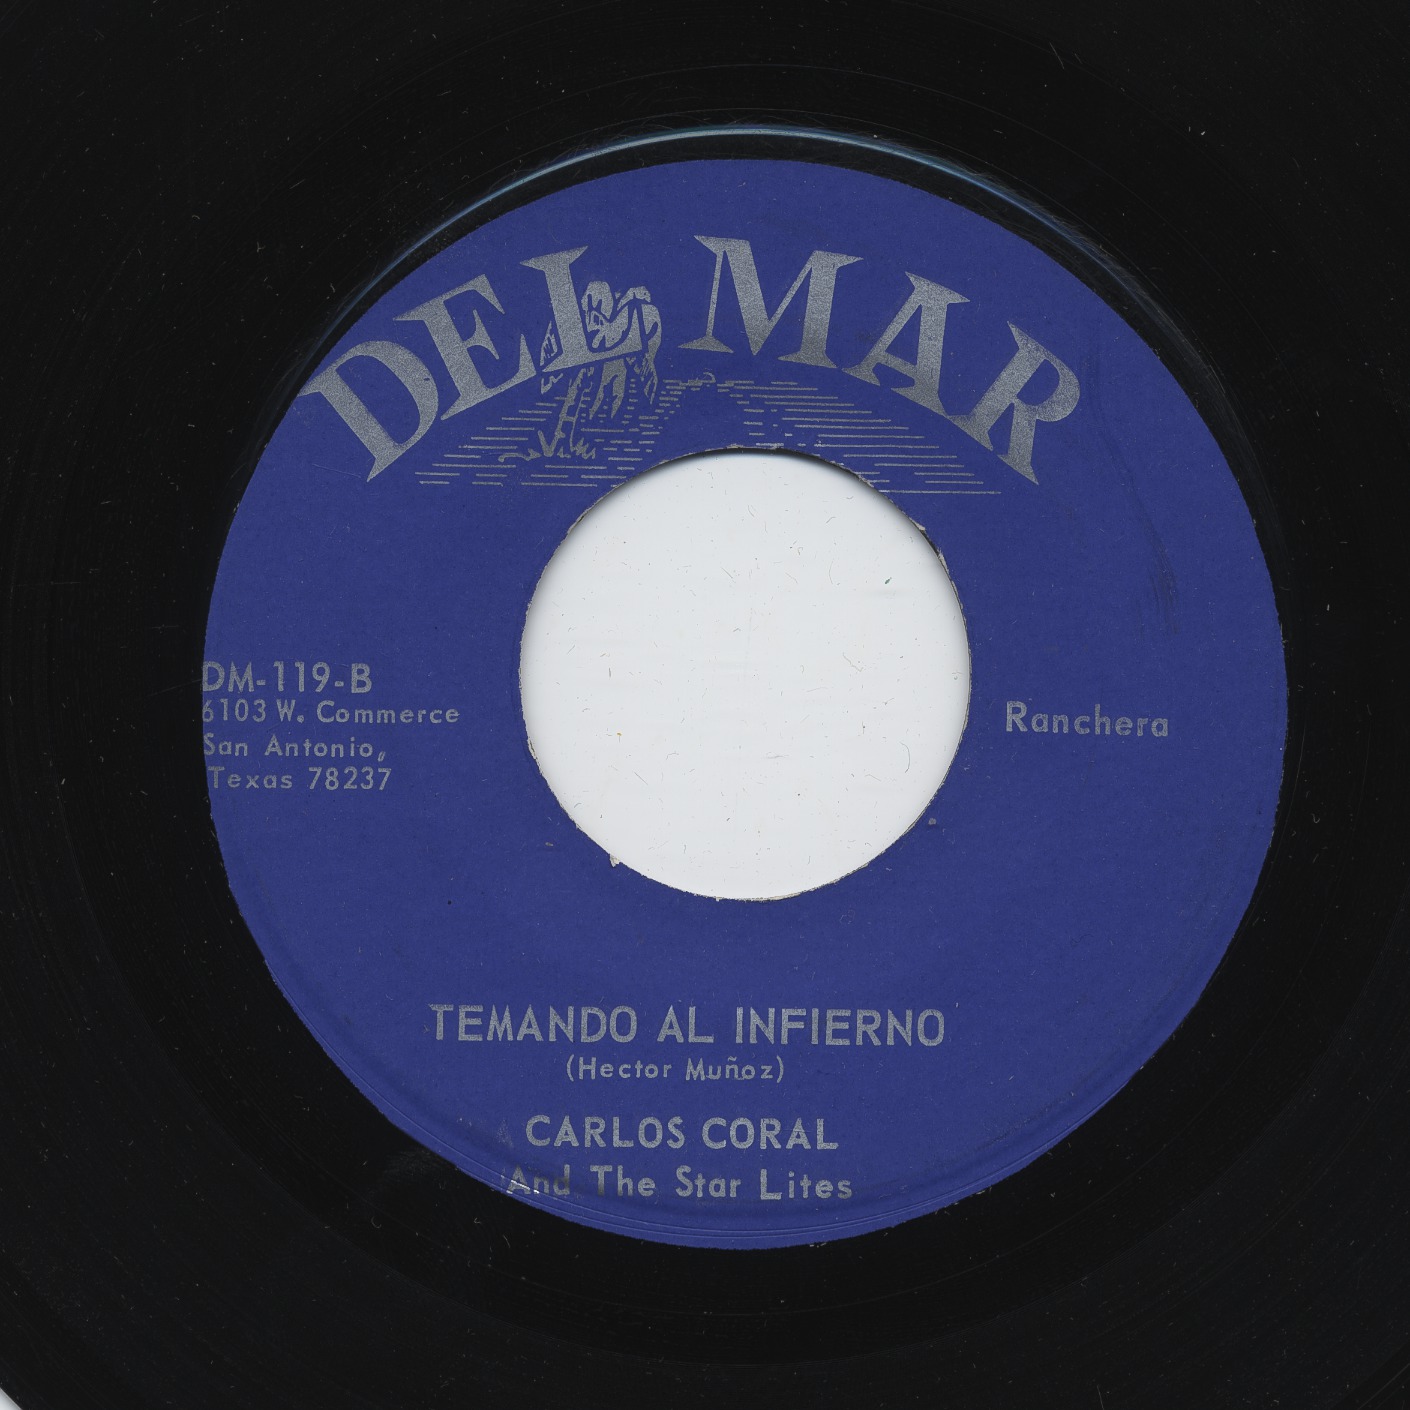 DEL MAR
DM-119-B
6103 W. Commerce
San Antonio,
Texas 78237
Ranchera
TEMANDO AL INFIERNO
(Hector Muñoz)
CARLOS CORAL
And The Star Lites